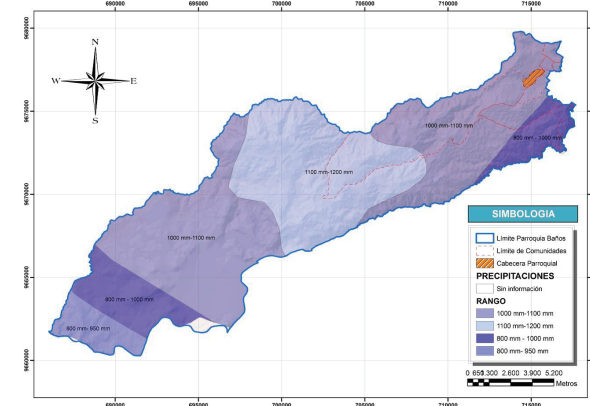 690000 695000 700000 705000 710000 715000
9680000
9675000
9670000
9665000
9660000
N
W E
S
1000 mm-1100 mm
800 mm - 1000 mm
1100 mm-1200 mm
1000 mm-1100 mm
800 mm - 1000 mm
800 mm- 950 mm
SIMBOLOGIA
Límite Parroquia Baños
Límite de Comunidades
Cabecera Parroquial
PRECIPITACIONES
Sin información
RANGO
1000 mm-1100 mm
1100 mm-1200 mm
800 mm - 1000 mm
800 mm- 950 mm
0 650 1.300 2.600 3.900 5.200
Metros
690000 695000 700000 705000 710000 715000